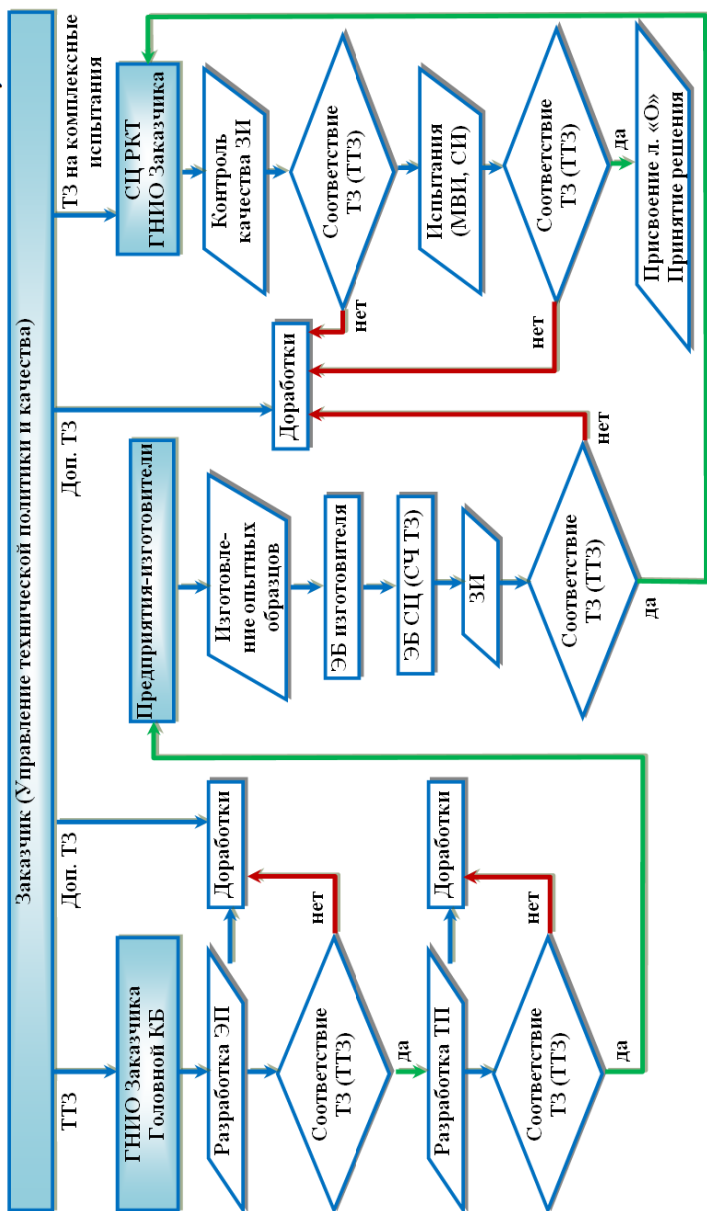 Заказчик (Управление технической политики и качества)
ТТЗ
Доп. ТЗ
Доп. ТЗ
ТЗ на комплексные
испытания
ГНИО Заказчика
Головной КБ
Разработка ЭП
Доработки
Соответствие
ТЗ (ТТЗ)
нет
да
Разработка ТП
Доработки
Соответствие
ТЗ (ТТЗ)
нет
да
Предприятия-изготовители
Изготовле-
ние опытных
образцов
ЭБ изготовителя
ЭБ СЦ (СЧ ТЗ)
ЗИ
Соответствие
ТЗ (ТТЗ)
нет
да
Доработки
СЦ РКТ
ГНИО Заказчика
Контроль
качества ЗИ
Соответствие
ТЗ (ТТЗ)
нет
Испытания
(МВИ, СИ)
Соответствие
ТЗ (ТТЗ)
нет
да
Присвоение л. «О»
Принятие решения